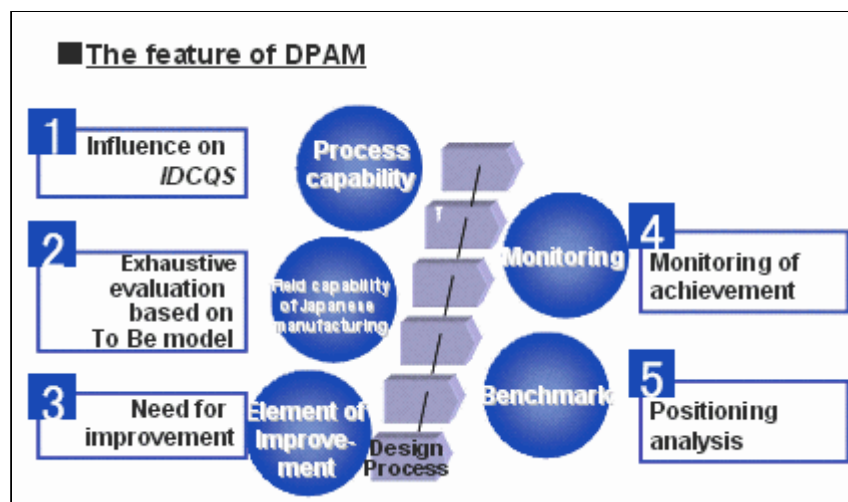 ■The feature of DPAM
1
Influence on
IDCQS
Process
capability
2
Exhaustive
evaluation
based on
To Be model
Field capability
of Japanese
manufacturing
3
Need for
improvement
Element of
Improve-
ment
Design
Process
Monitoring
4
Monitoring of
achievement
Benchmark
5
Positioning
analysis